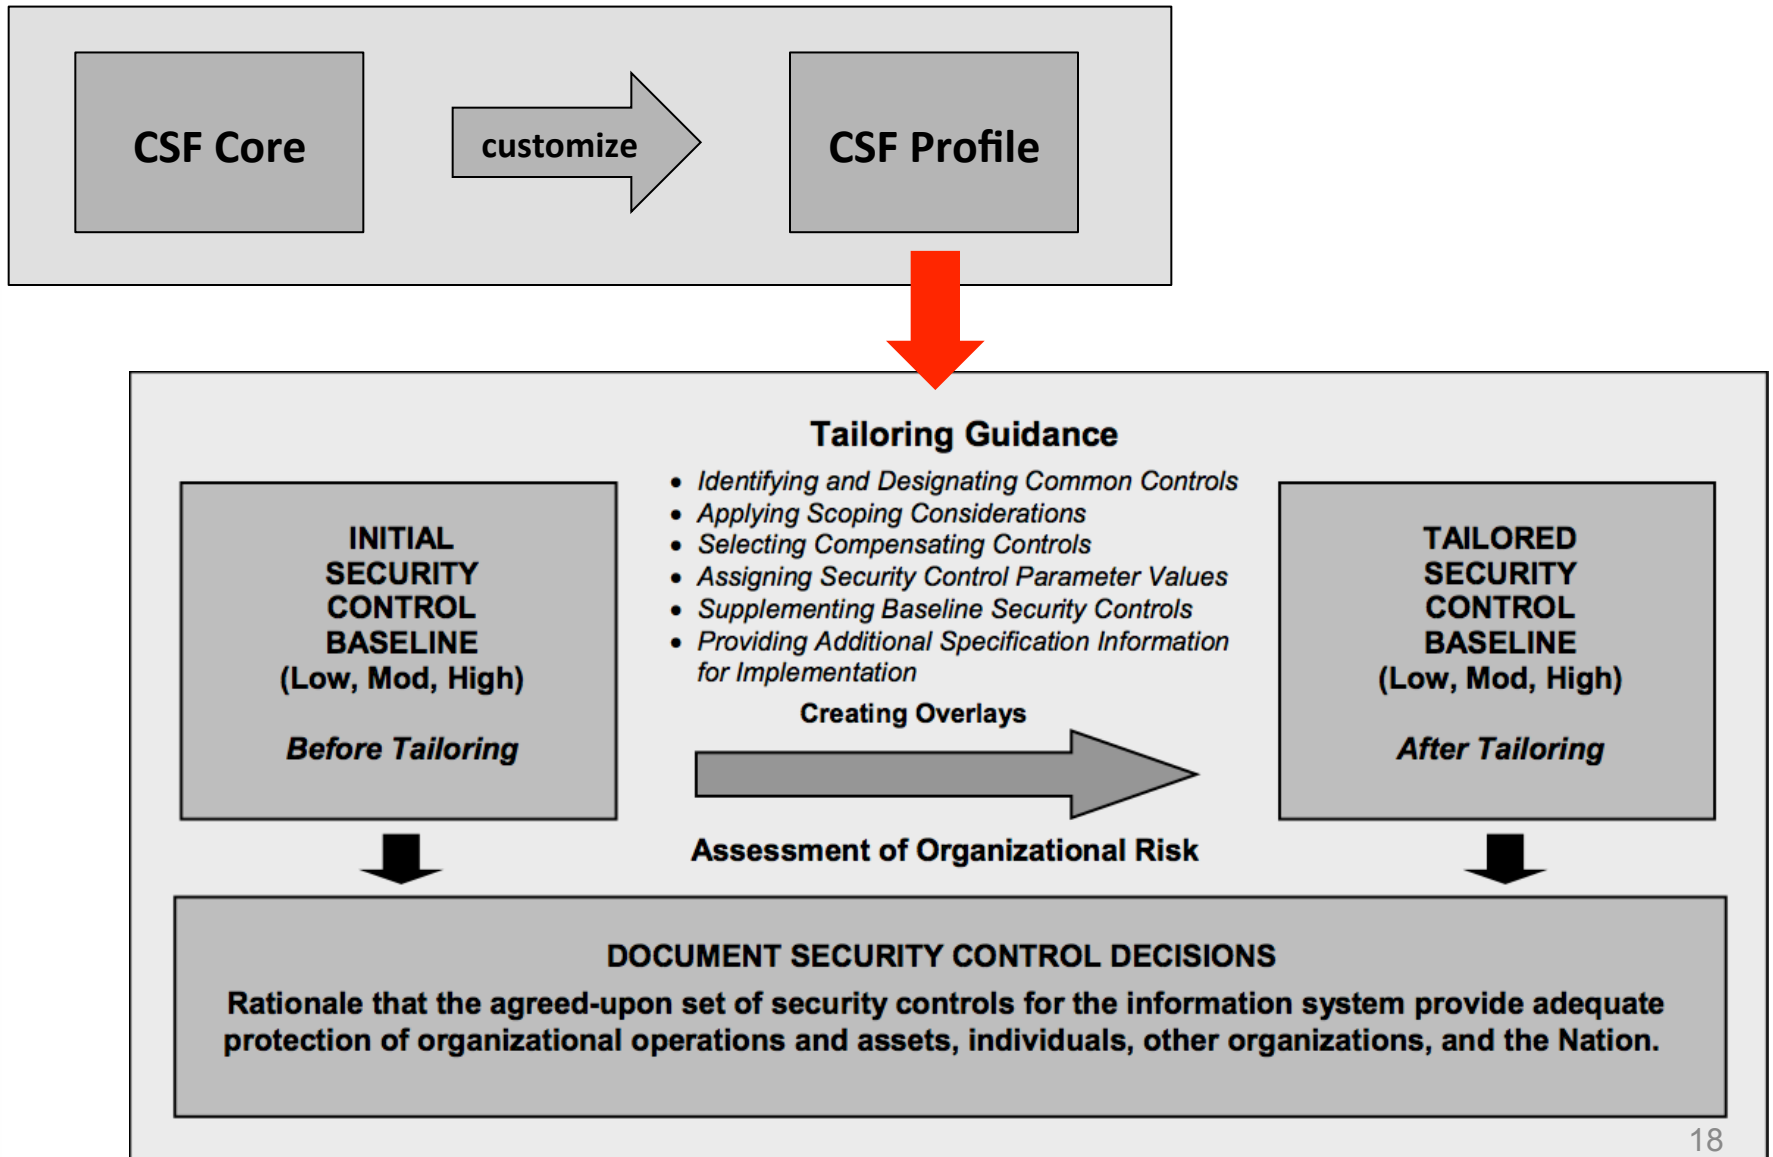 CSF Core
customize
CSF Profile
Tailoring Guidance
• Identifying and Designating Common Controls
• Applying Scoping Considerations
• Selecting Compensating Controls
• Assigning Security Control Parameter Values
• Supplementing Baseline Security Controls
• Providing Additional Specification Information
for Implementation
Creating Overlays
Assessment of Organizational Risk
INITIAL
SECURITY
CONTROL
BASELINE
(Low, Mod, High)
Before Tailoring
TAILORED
SECURITY
CONTROL
BASELINE
(Low, Mod, High)
After Tailoring
DOCUMENT SECURITY CONTROL DECISIONS
Rationale that the agreed-upon set of security controls for the information system provide adequate
protection of organizational operations and assets, individuals, other organizations, and the Nation.
18